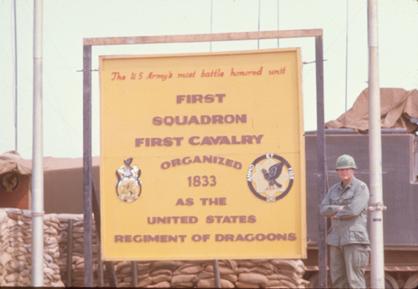 The US Army's most battle honored unit
FIRST
SQUADRON
FIRST CAVALRY
ORGANIZED
1833
AS THE
UNITED STATES
REGIMENT OF DRAGOONS